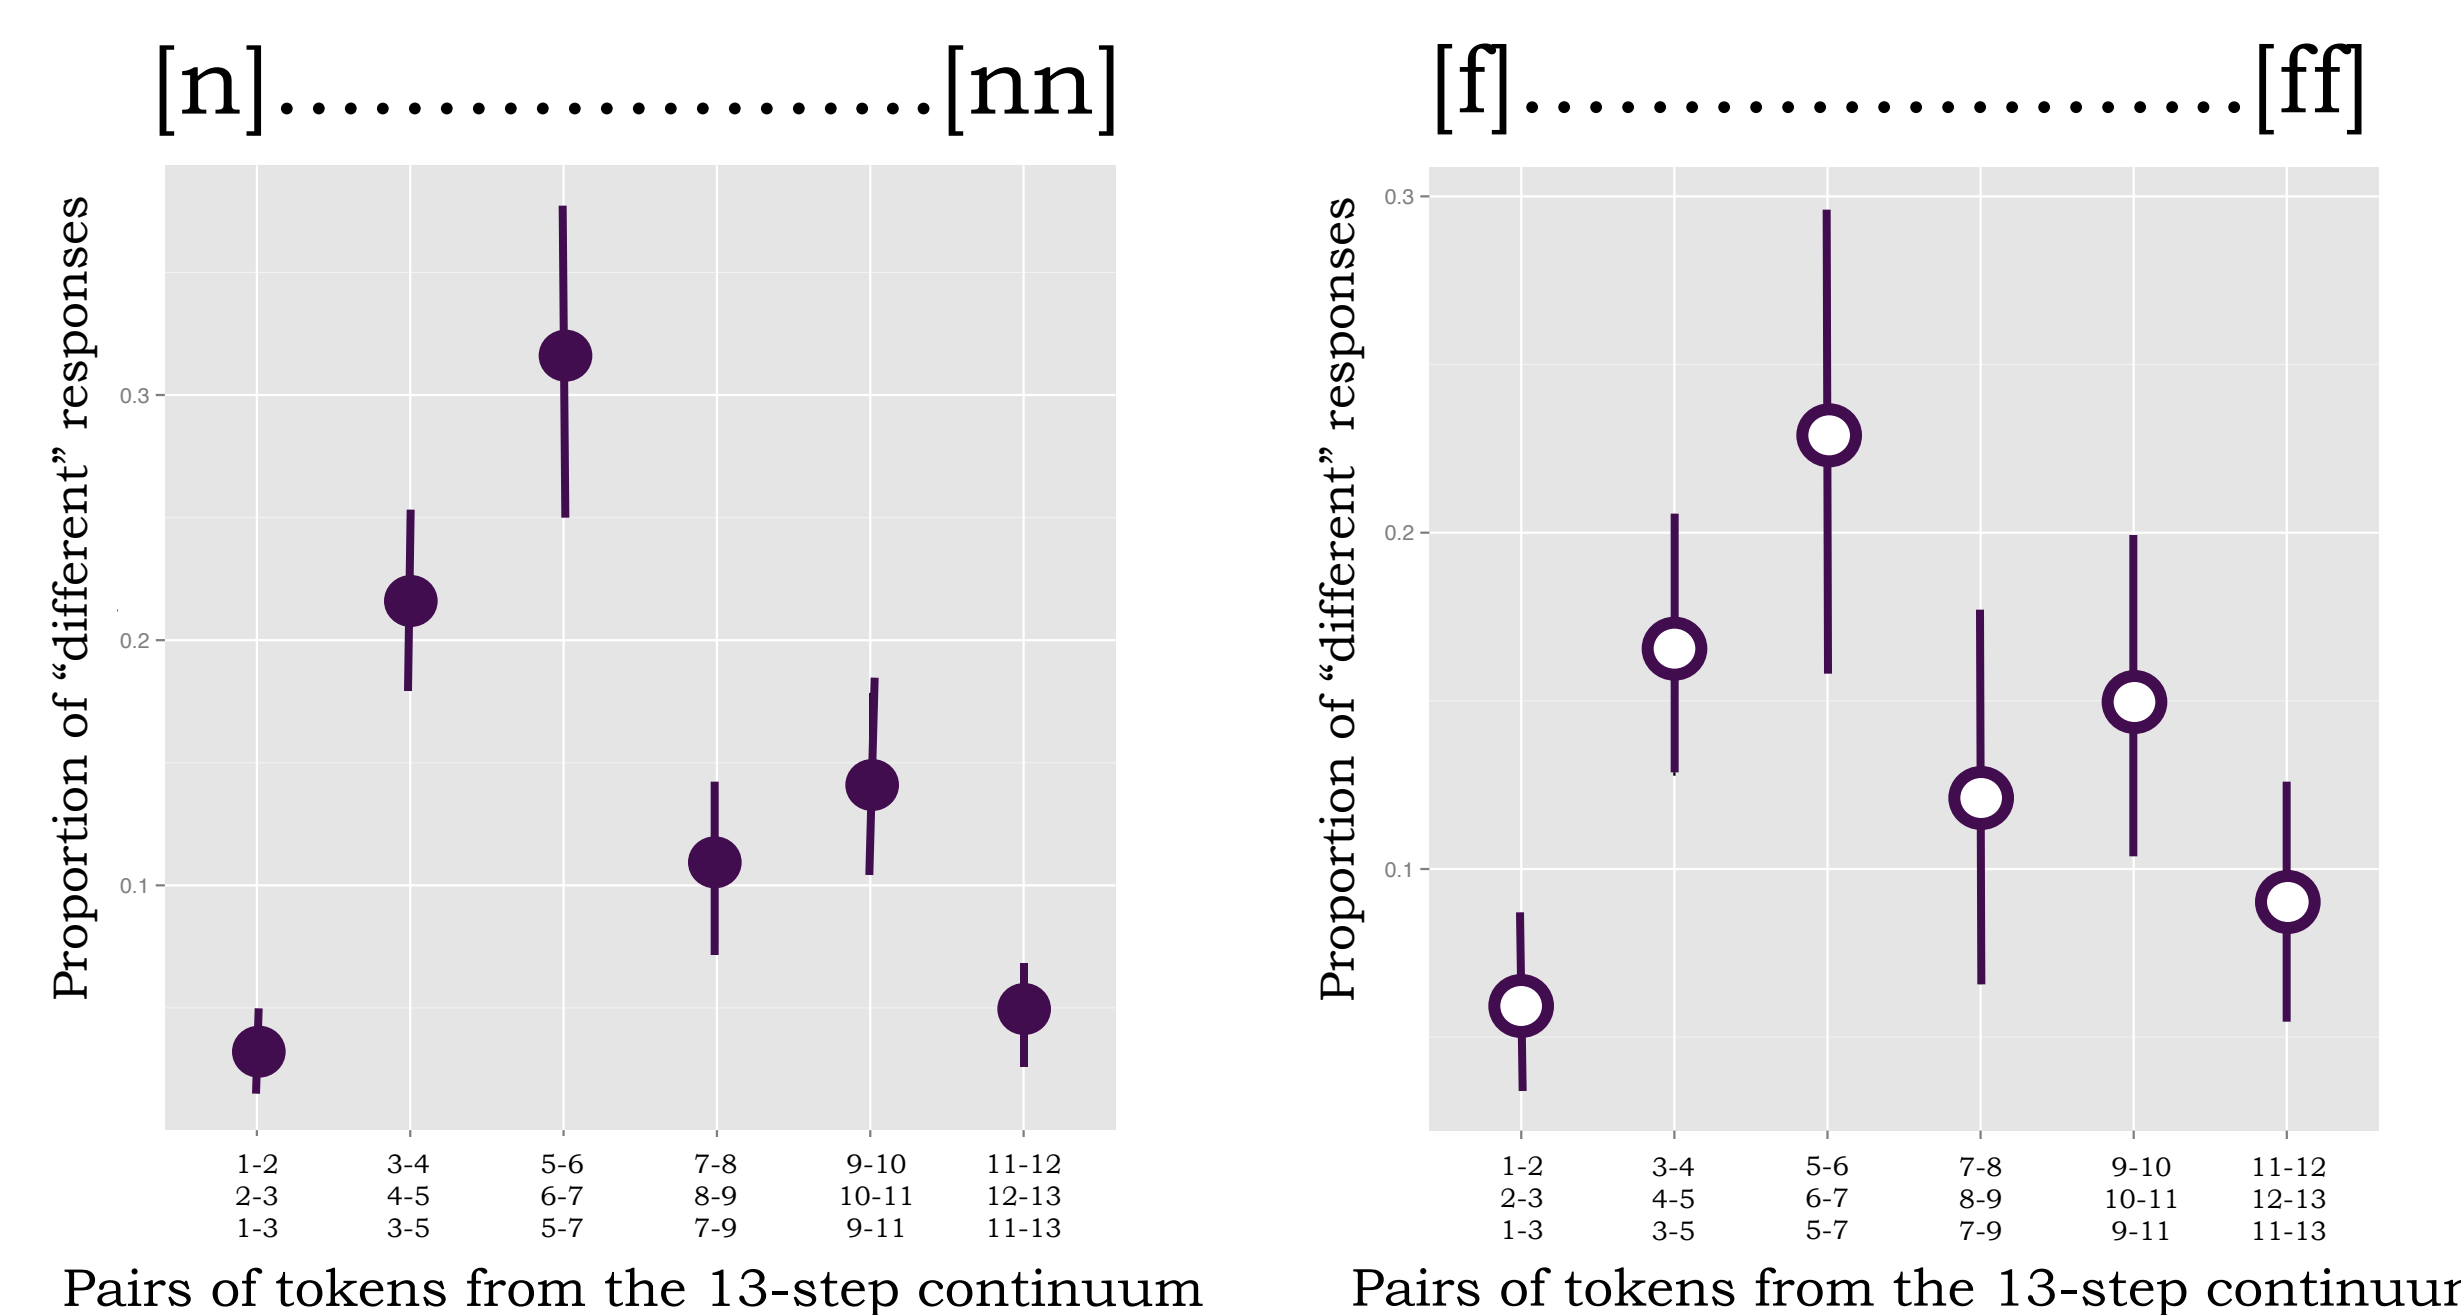 [n].....................[nn]
Proportion of “different” responses
0.3
0.2
0.1
1-2 3-4 5-6 7-8 9-10 11-12
2-3 4-5 6-7 8-9 10-11 12-13
1-3 3-5 5-7 7-9 9-11 11-13
Pairs of tokens from the 13-step continuum
[f].......................[ff]
Proportion of “different” responses
0.3
0.2
0.1
1-2 3-4 5-6 7-8 9-10 11-12
2-3 4-5 6-7 8-9 10-11 12-13
1-3 3-5 5-7 7-9 9-11 11-13
Pairs of tokens from the 13-step